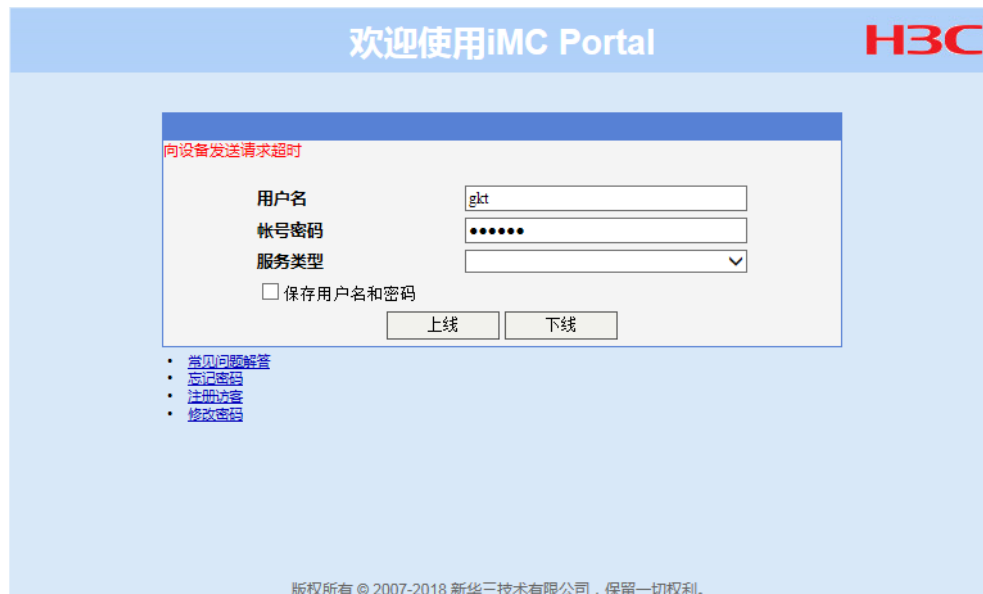 欢迎使用iMC Portal
H3C
向设备发送请求超时
用户名 gkt
帐号密码 ••••••
服务类型
保存用户名和密码
上线 下线
• 常见问题解答
• 忘记密码
• 注册访客
• 修改密码
版权所有 © 2007-2018 新华三技术有限公司，保留一切权利。